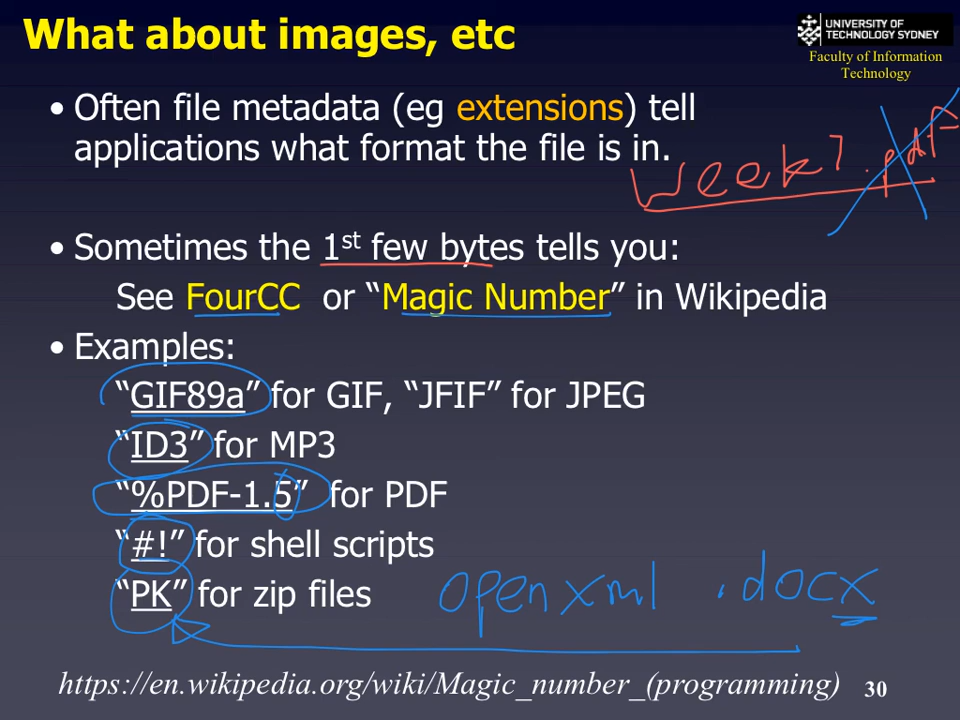 What about images, etc
UNIVERSITY OF
TECHNOLOGY SYDNEY
Faculty of Information
Technology
• Often file metadata (eg extensions) tell
applications what format the file is in.
week7.pdf
• Sometimes the 1st few bytes tells you:
See FourCC or “Magic Number” in Wikipedia
• Examples:
“GIF89a” for GIF, “JFIF” for JPEG
“ID3” for MP3
“%PDF-1.5” for PDF
“#!” for shell scripts
“PK” for zip files
openxml .docx
https://en.wikipedia.org/wiki/Magic_number_(programming)
30